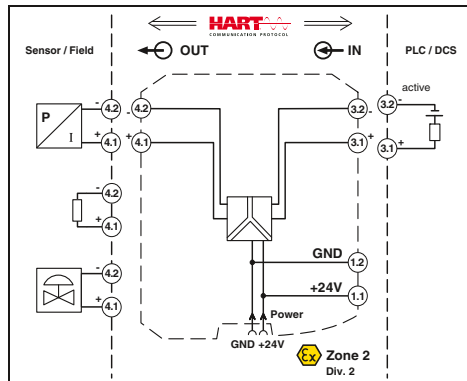 HART
COMMUNICATION PROTOCOL
Sensor / Field
OUT
IN
PLC / DCS
P
I
-
4.2
+
4.1
4.2
-
4.1
+
3.2
-
3.1
+
3.2
-
3.1
+
active
-
4.2
+
4.1
-
4.2
+
4.1
GND
1.2
+24V
1.1
Power
GND +24V
Ex
Zone 2
Div. 2